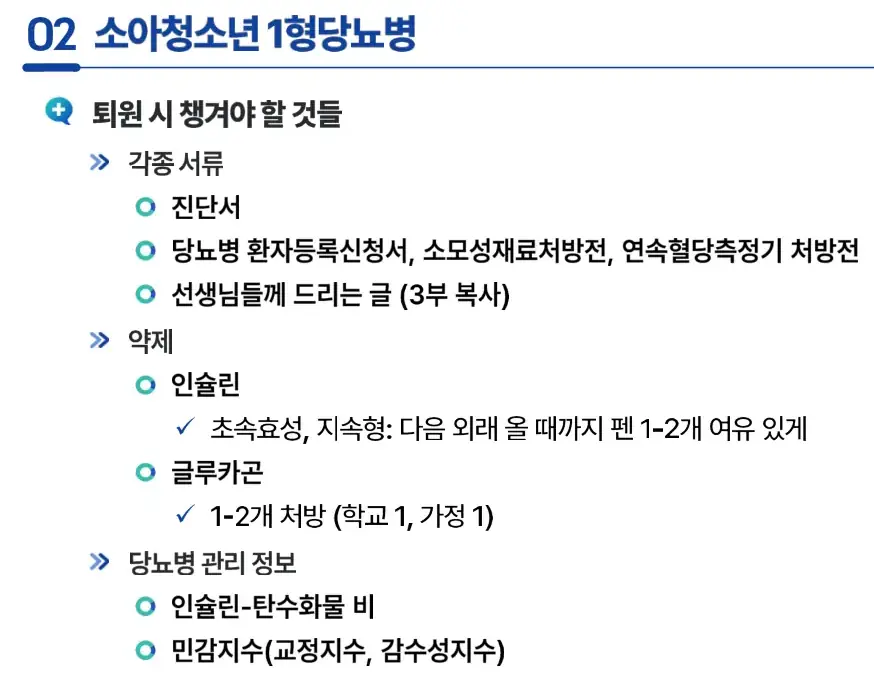 02 소아청소년 1형당뇨병
퇴원 시 챙겨야 할 것들
각종 서류
진단서
당뇨병 환자등록신청서, 소모성재료처방전, 연속혈당측정기 처방전
선생님들께 드리는 글 (3부 복사)
약제
인슐린
초속효성, 지속형: 다음 외래 올 때까지 펜 1-2개 여유 있게
글루카곤
1-2개 처방 (학교 1, 가정 1)
당뇨병 관리 정보
인슐린-탄수화물 비
민감지수(교정지수, 감수성지수)